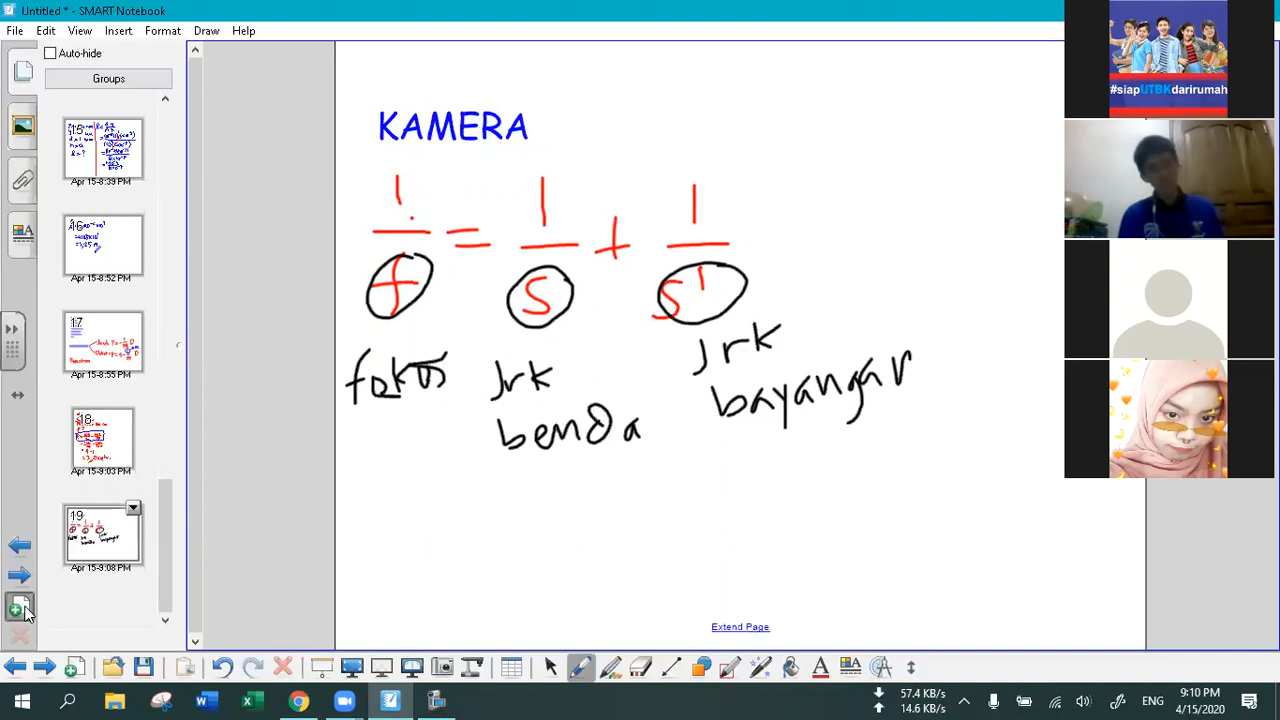 Untitled * - SMART Notebook
File Edit View Insert Format Draw Help
Auto-hide
Groups
Apr 15-8:39 PM
16
Apr 15-8:52 PM
17
Apr 15-8:55 PM
18
Apr 15-9:03 PM
19
Apr 15-9:08 PM
KAMERA
1/f = 1/s + 1/s'
fokus
jrk
benda
jrk
bayangan
Extend Page
#siapUTBKdarirumah
57.4 KB/s
14.6 KB/s
ENG
9:10 PM
4/15/2020